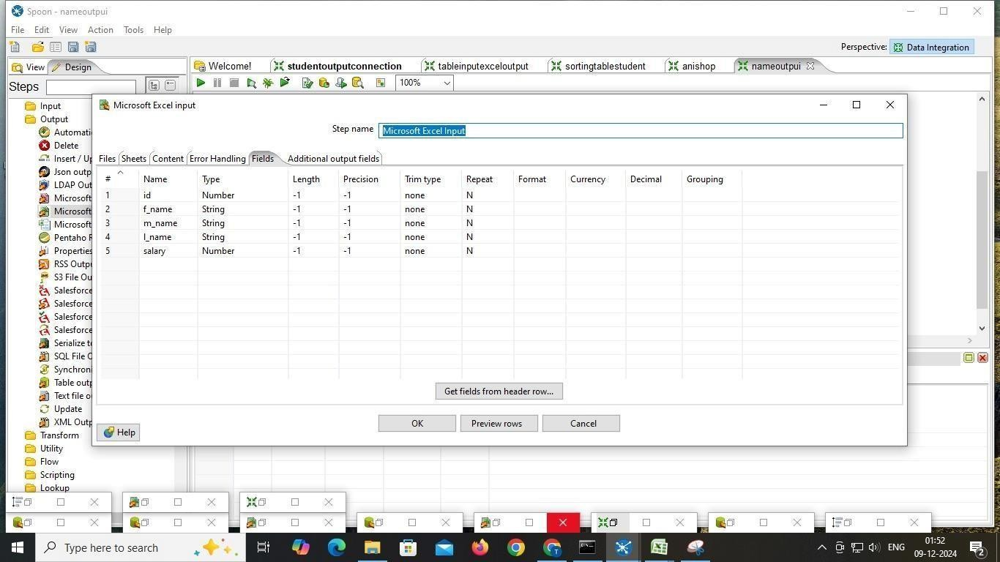 Spoon - nameoutpui
File Edit View Action Tools Help
Perspective: Data Integration
View Design
Welcome! studentoutputconnection tableinputexceloutput sortingtablestudent anishop nameoutpui
Steps
100%
Input
Output
Automati
Delete
Insert / Up
Json outp
LDAP Out
Microsoft
Microsoft
Microsoft
Pentaho R
Properties
RSS Outpu
S3 File Ou
Salesforce
Salesforce
Salesforce
Salesforce
Serialize to
SQL File O
Synchroni
Table outp
Text file o
Update
XML Outp
Transform
Utility
Flow
Scripting
Lookup
Microsoft Excel input
Step name Microsoft Excel Input
Files Sheets Content Error Handling Fields Additional output fields
# Name Type Length Precision Trim type Repeat Format Currency Decimal Grouping
1 id Number -1 -1 none N
2 f_name String -1 -1 none N
3 m_name String -1 -1 none N
4 l_name String -1 -1 none N
5 salary Number -1 -1 none N
Get fields from header row...
OK Preview rows Cancel
Help
Type here to search
ENG
01:52
09-12-2024
2